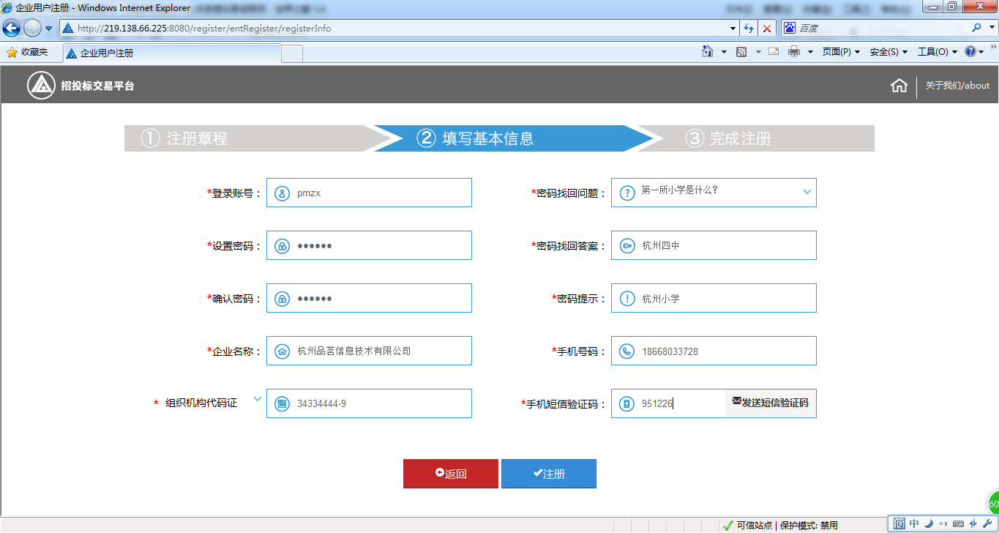 企业用户注册 - Windows Internet Explorer
http://219.138.66.225:8080/register/entRegister/registerInfo
百度
收藏夹
企业用户注册
页面(P)
安全(S)
工具(O)
招投标交易平台
关于我们/about
① 注册章程
② 填写基本信息
③ 完成注册
*登录账号： pmzx
*密码找回问题： 第一所小学是什么?
*设置密码： ••••••
*密码找回答案： 杭州四中
*确认密码： ••••••
*密码提示： 杭州小学
*企业名称： 杭州品茗信息技术有限公司
*手机号码： 18668033728
* 组织机构代码证 34334444-9
*手机短信验证码： 951226 发送短信验证码
返回
注册
60
可信站点 | 保护模式: 禁用
中